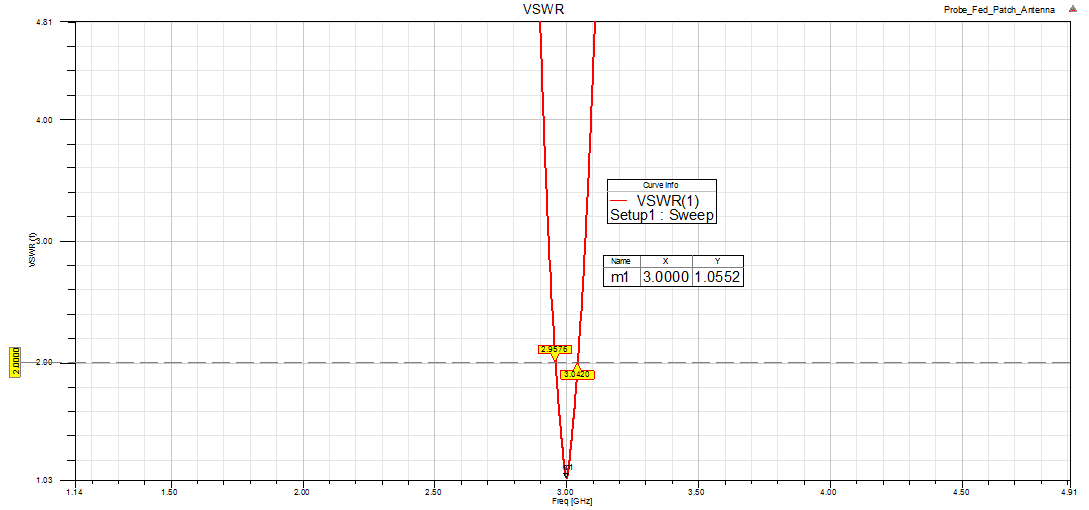 VSWR
Probe_Fed_Patch_Antenna
4.81
4.00
3.00
2.00
1.03
VSWR (1)
2.0000
Curve Info
VSWR(1)
Setup1 : Sweep
Name X Y
m1 3.0000 1.0552
2.9576
3.0420
m1
1.14 1.50 2.00 2.50 3.00 3.50 4.00 4.50 4.91
Freq [GHz]